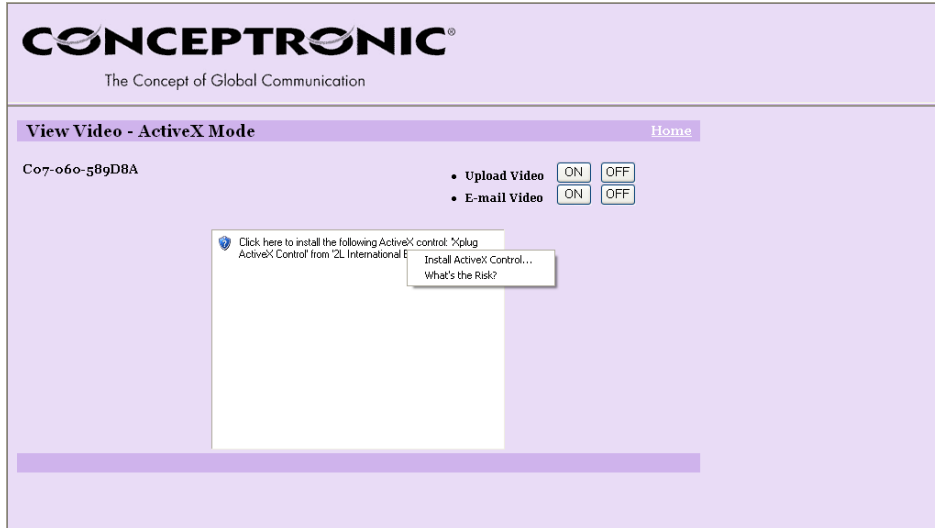 CONCEPTRONIC®
The Concept of Global Communication
View Video - ActiveX Mode Home
C07-060-589D8A
• Upload Video ON OFF
• E-mail Video ON OFF
Click here to install the following ActiveX control: 'Xplug
ActiveX Control' from '2L International
Install ActiveX Control...
What's the Risk?